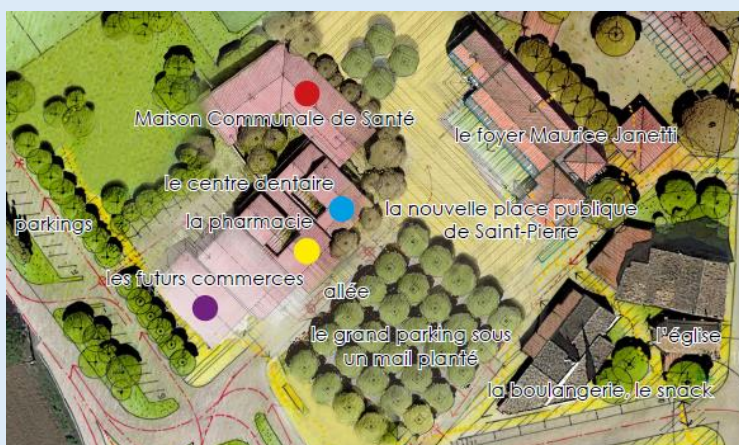 Maison Communale de Santé
le foyer Maurice Janetti
le centre dentaire
parkings
la pharmacie
la nouvelle place publique
de Saint-Pierre
les futurs commerces
allée
le grand parking sous
un mail planté
l'église
la boulangerie, le snack